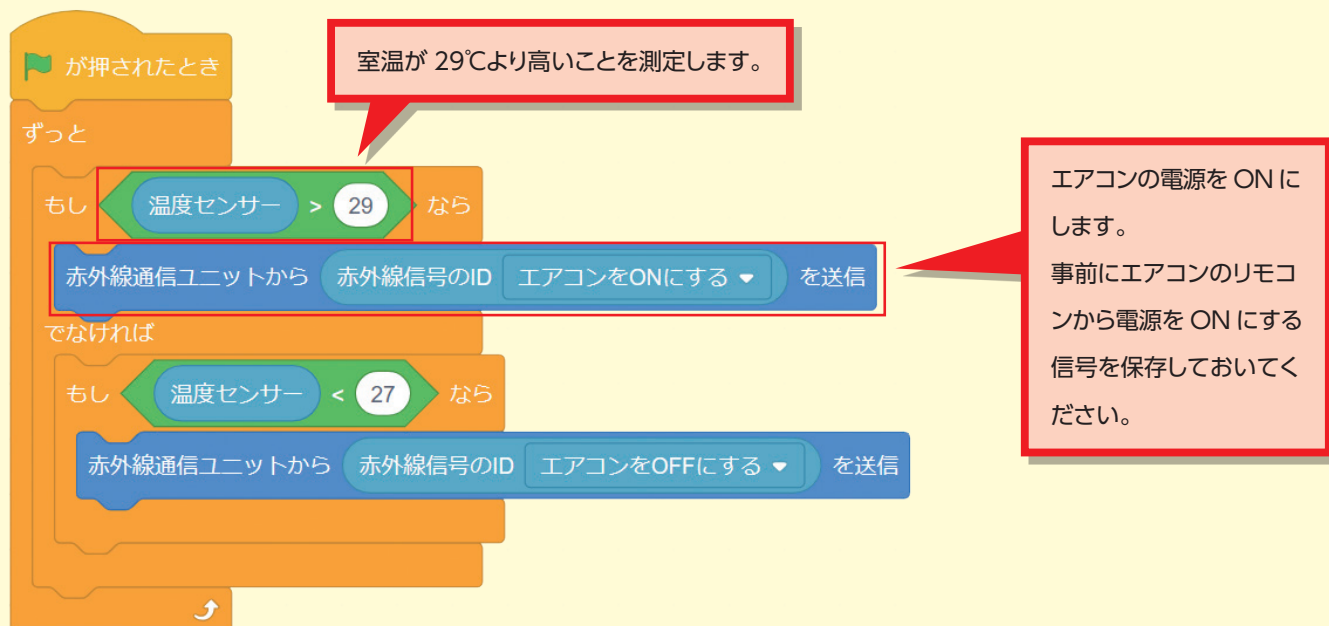 が押されたとき
室温が 29℃より高いことを測定します。
ずっと
もし 温度センサー > 29 なら
赤外線通信ユニットから 赤外線信号のID エアコンをONにする を送信
エアコンの電源を ON に
します。
事前にエアコンのリモコ
ンから電源を ON にする
信号を保存しておいてく
ださい。
でなければ
もし 温度センサー < 27 なら
赤外線通信ユニットから 赤外線信号のID エアコンをOFFにする を送信